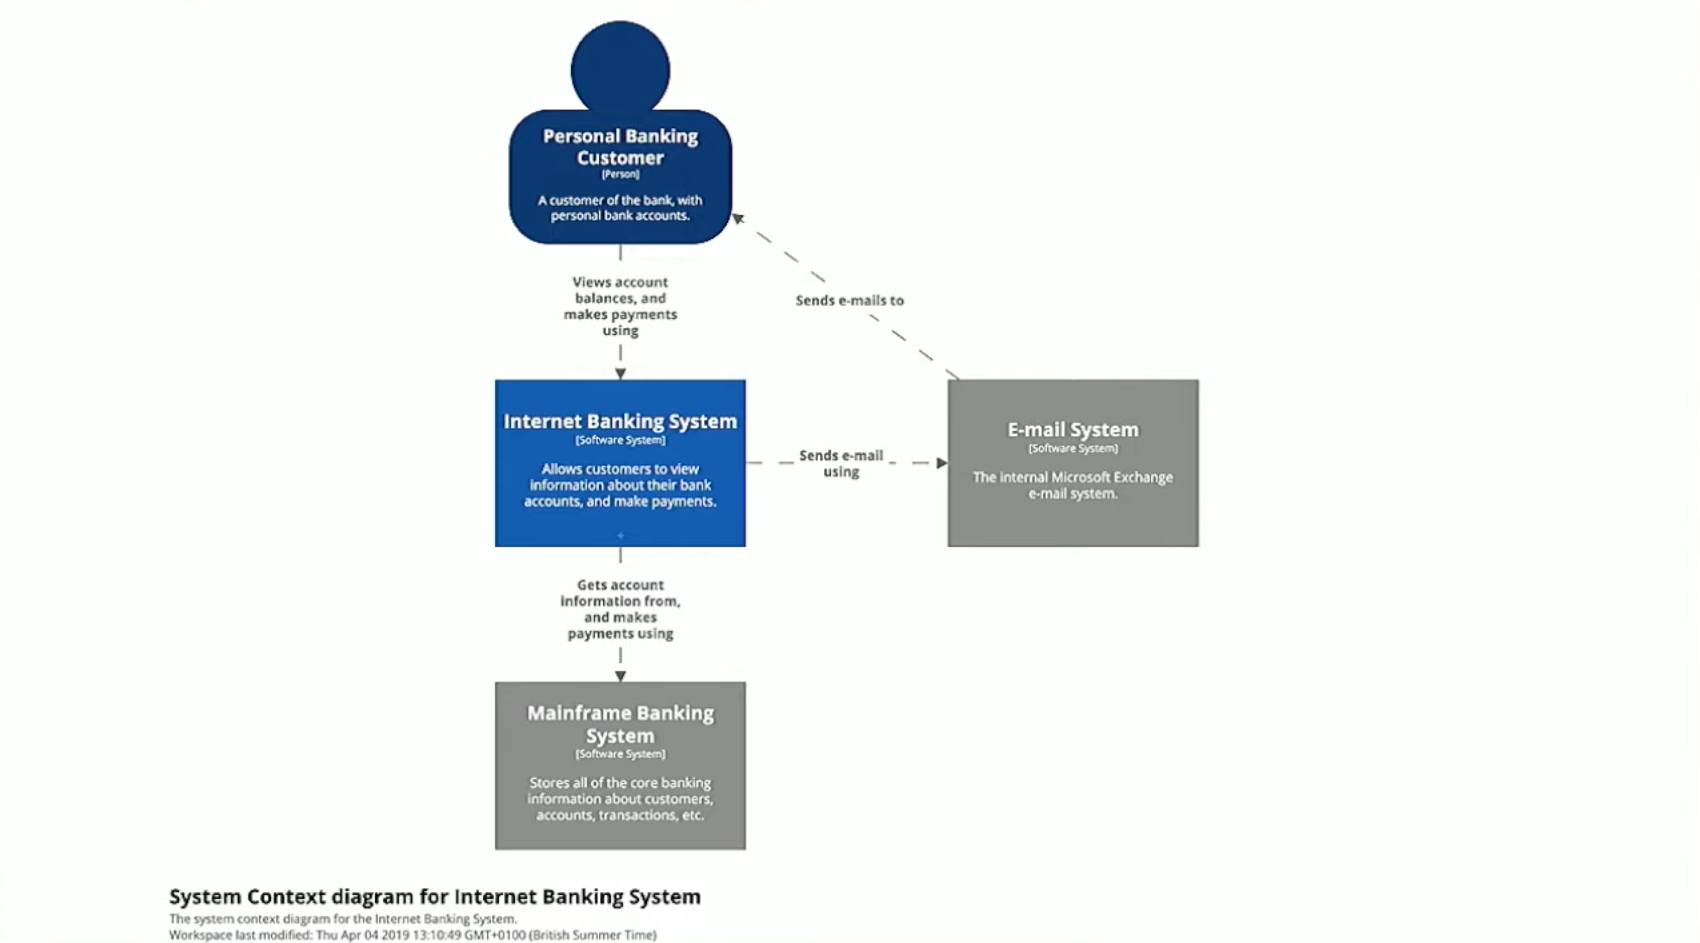 Personal Banking
Customer
[Person]
A customer of the bank, with
personal bank accounts.
Views account
balances, and
makes payments
using
Sends e-mails to
Internet Banking System
[Software System]
Allows customers to view
information about their bank
accounts, and make payments.
+
Sends e-mail
using
E-mail System
[Software System]
The internal Microsoft Exchange
e-mail system.
Gets account
information from,
and makes
payments using
Mainframe Banking
System
[Software System]
Stores all of the core banking
information about customers,
accounts, transactions, etc.
System Context diagram for Internet Banking System
The system context diagram for the Internet Banking System.
Workspace last modified: Thu Apr 04 2019 13:10:49 GMT+0100 (British Summer Time)